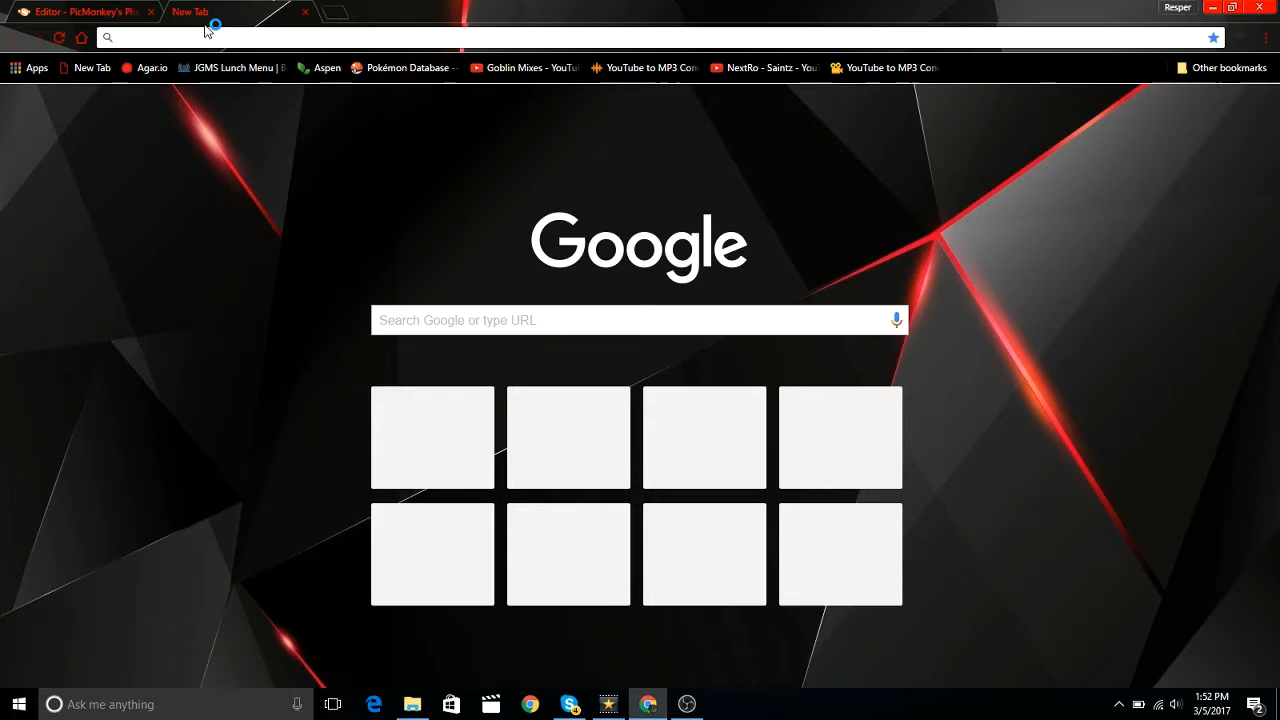 Editor - PicMonkey's Ph
New Tab
Resper
Apps
New Tab
Agar.io
JGMS Lunch Menu | B
Aspen
Pokémon Database -
Goblin Mixes - YouTu
YouTube to MP3 Con
NextRo - Saintz - You
YouTube to MP3 Con
Other bookmarks
Google
Search Google or type URL
Ask me anything
1:52 PM
3/5/2017
2